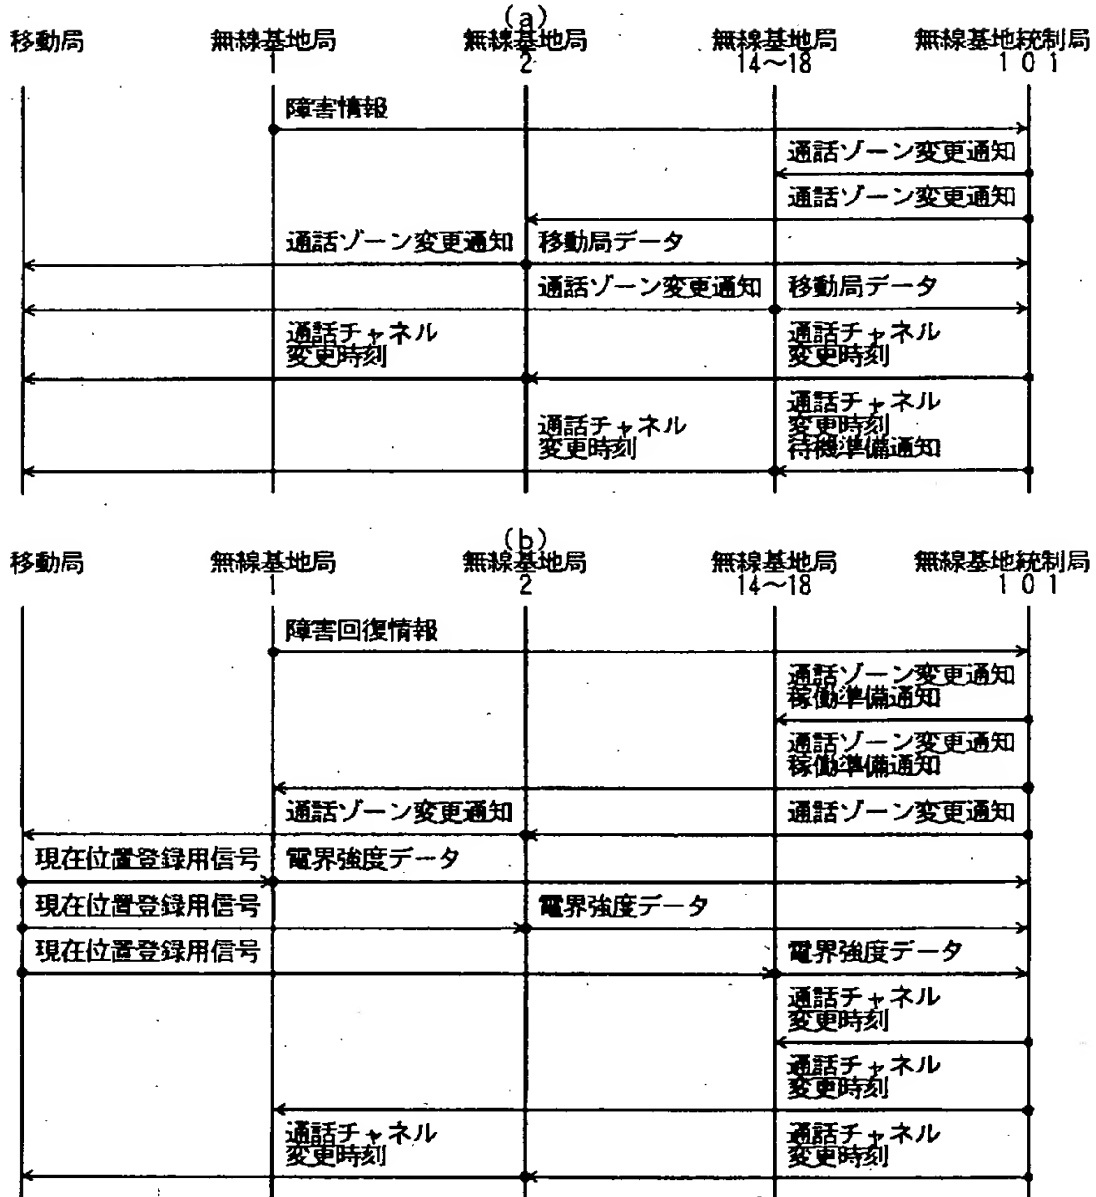 (a)
移動局 無線基地局 無線基地局 無線基地局 無線基地統制局
1 2 14～18 101
障害情報
通話ゾーン変更通知
通話ゾーン変更通知
通話ゾーン変更通知 移動局データ
通話ゾーン変更通知 移動局データ
通話チャネル 通話チャネル
変更時刻 変更時刻
通話チャネル
通話チャネル 変更時刻
変更時刻 待機準備通知
(b)
移動局 無線基地局 無線基地局 無線基地局 無線基地統制局
1 2 14～18 101
障害回復情報
通話ゾーン変更通知
稼働準備通知
通話ゾーン変更通知
稼働準備通知
通話ゾーン変更通知 通話ゾーン変更通知
現在位置登録用信号 電界強度データ
現在位置登録用信号 電界強度データ
現在位置登録用信号 電界強度データ
通話チャネル
変更時刻
通話チャネル
変更時刻
通話チャネル 通話チャネル
変更時刻 変更時刻